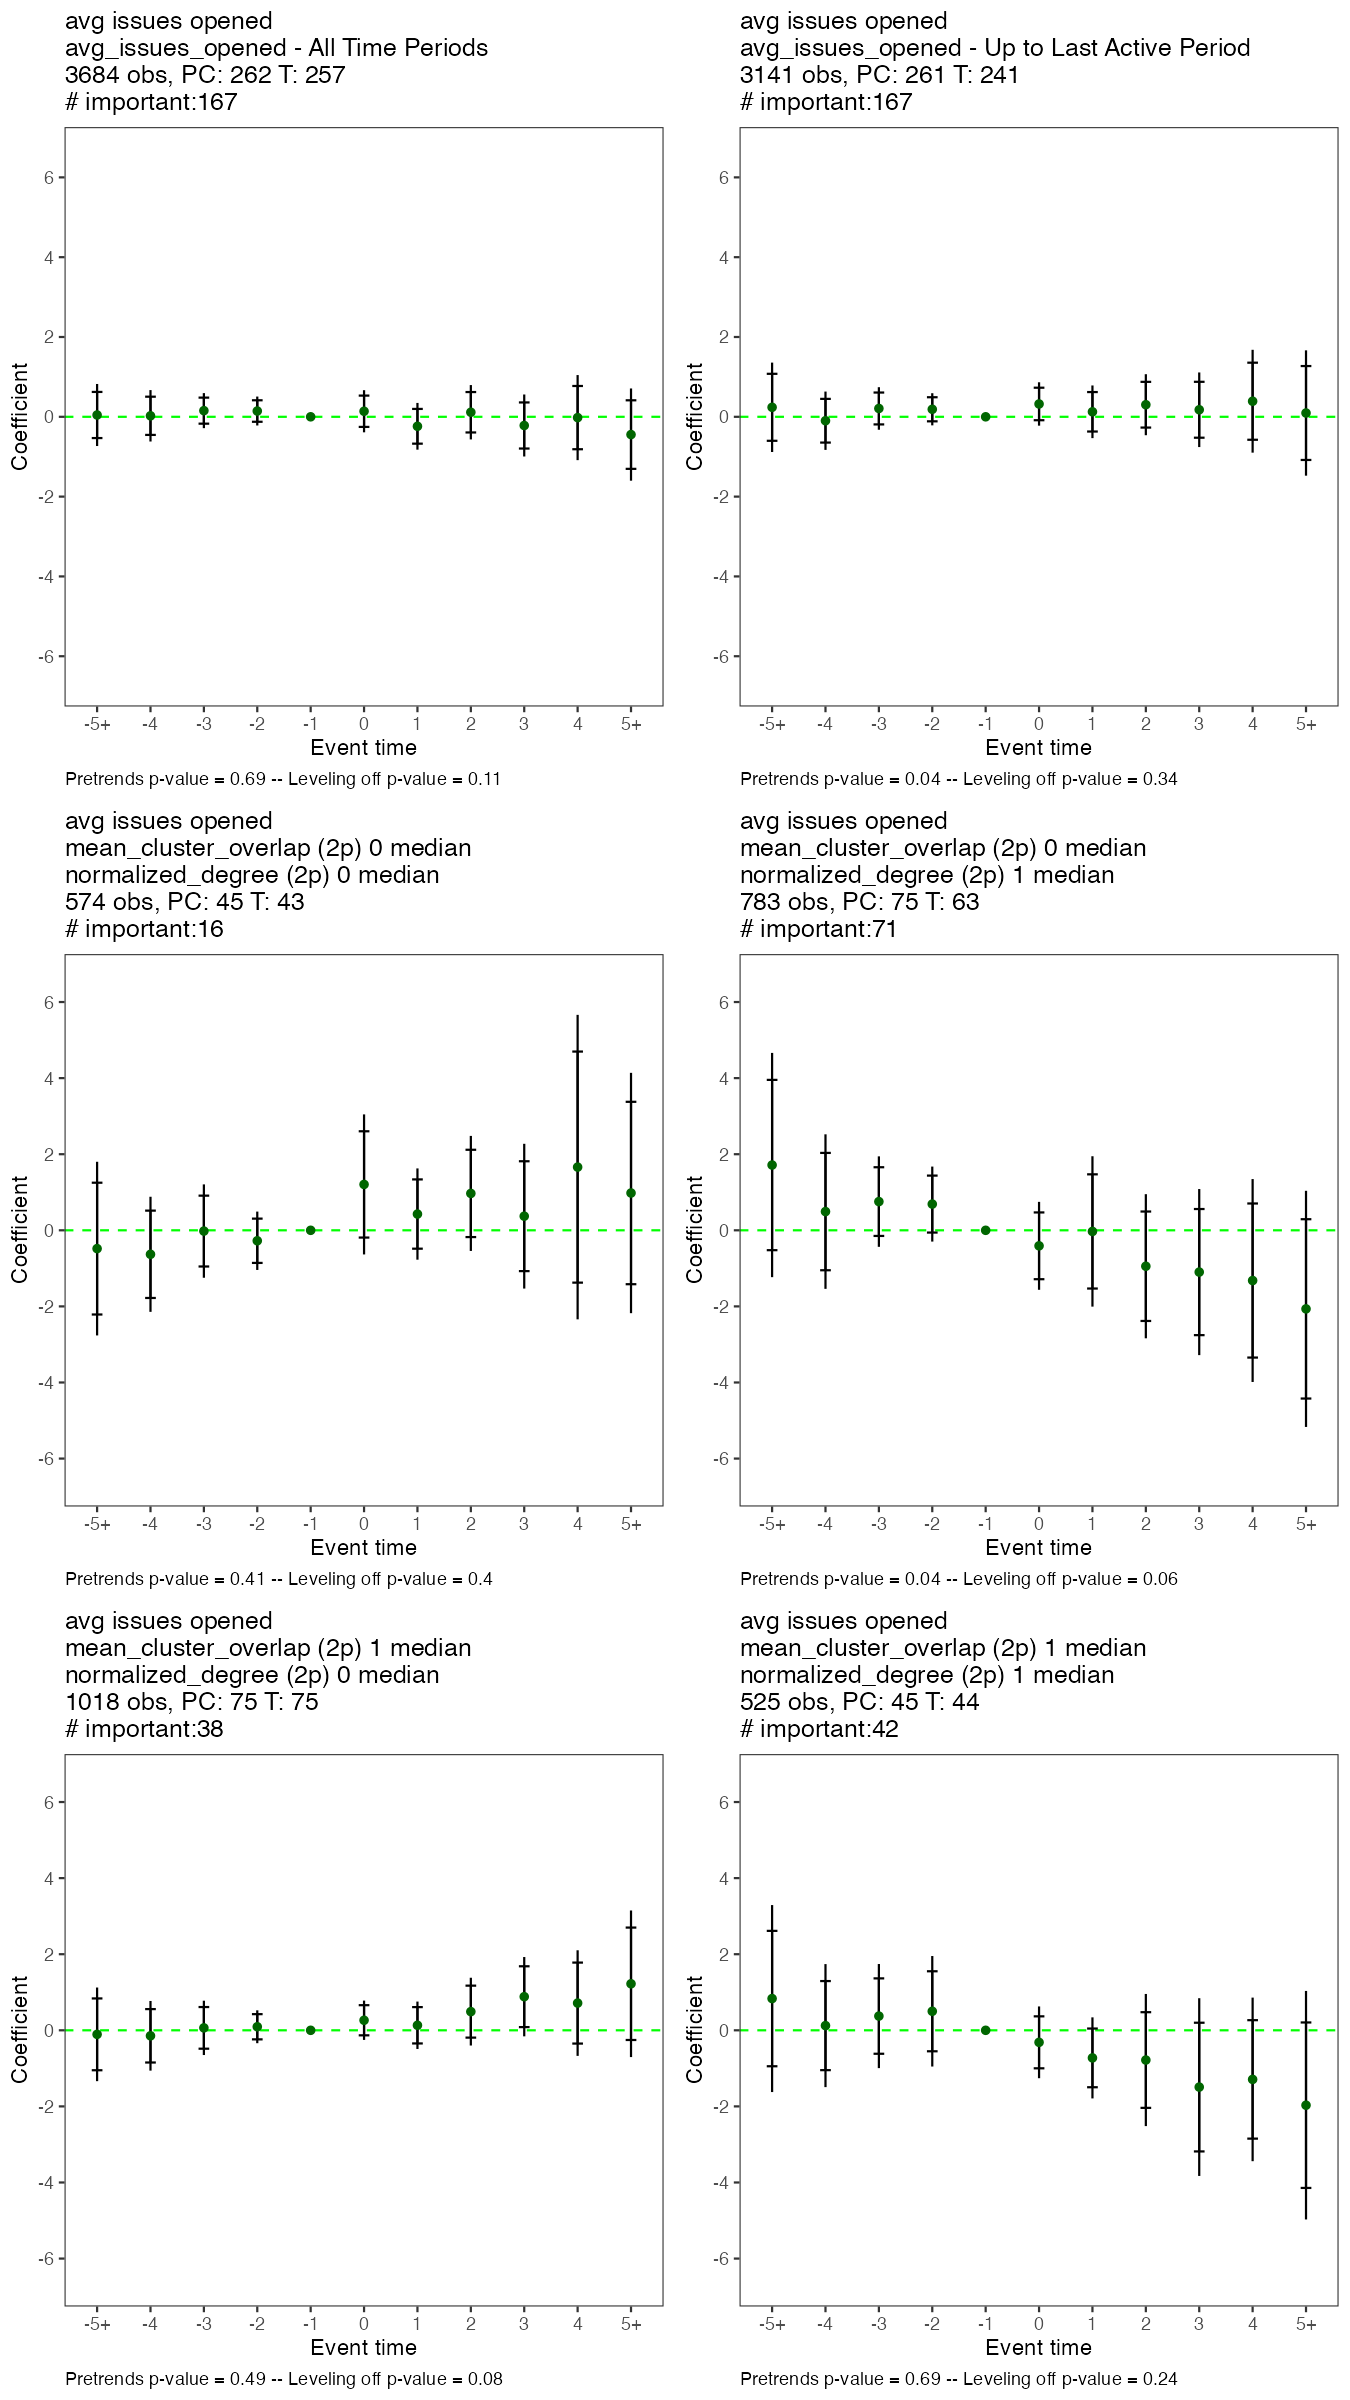 avg issues opened
avg_issues_opened - All Time Periods
3684 obs, PC: 262 T: 257
# important:167
6
4
2
0
-2
-4
-6
Coefficient
-5+ -4 -3 -2 -1 0 1 2 3 4 5+
Event time
Pretrends p-value = 0.69 -- Leveling off p-value = 0.11
avg issues opened
avg_issues_opened - Up to Last Active Period
3141 obs, PC: 261 T: 241
# important:167
6
4
2
0
-2
-4
-6
Coefficient
-5+ -4 -3 -2 -1 0 1 2 3 4 5+
Event time
Pretrends p-value = 0.04 -- Leveling off p-value = 0.34
avg issues opened
mean_cluster_overlap (2p) 0 median
normalized_degree (2p) 0 median
574 obs, PC: 45 T: 43
# important:16
6
4
2
0
-2
-4
-6
Coefficient
-5+ -4 -3 -2 -1 0 1 2 3 4 5+
Event time
Pretrends p-value = 0.41 -- Leveling off p-value = 0.4
avg issues opened
mean_cluster_overlap (2p) 0 median
normalized_degree (2p) 1 median
783 obs, PC: 75 T: 63
# important:71
6
4
2
0
-2
-4
-6
Coefficient
-5+ -4 -3 -2 -1 0 1 2 3 4 5+
Event time
Pretrends p-value = 0.04 -- Leveling off p-value = 0.06
avg issues opened
mean_cluster_overlap (2p) 1 median
normalized_degree (2p) 0 median
1018 obs, PC: 75 T: 75
# important:38
6
4
2
0
-2
-4
-6
Coefficient
-5+ -4 -3 -2 -1 0 1 2 3 4 5+
Event time
Pretrends p-value = 0.49 -- Leveling off p-value = 0.08
avg issues opened
mean_cluster_overlap (2p) 1 median
normalized_degree (2p) 1 median
525 obs, PC: 45 T: 44
# important:42
6
4
2
0
-2
-4
-6
Coefficient
-5+ -4 -3 -2 -1 0 1 2 3 4 5+
Event time
Pretrends p-value = 0.69 -- Leveling off p-value = 0.24